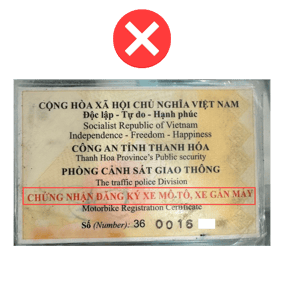 CỘNG HÒA XÃ HỘI CHỦ NGHĨA VIỆT NAM
Độc lập - Tự do - Hạnh phúc
Socialist Republic of Vietnam
Independence - Freedom - Happiness
CÔNG AN TỈNH THANH HÓA
Thanh Hoa Province's Public security
PHÒNG CẢNH SÁT GIAO THÔNG
The traffic police Division
CHỨNG NHẬN ĐĂNG KÝ XE MÔ-TÔ, XE GẮN MÁY
Motorbike Registration Certificate
Số (Number): 36 0016